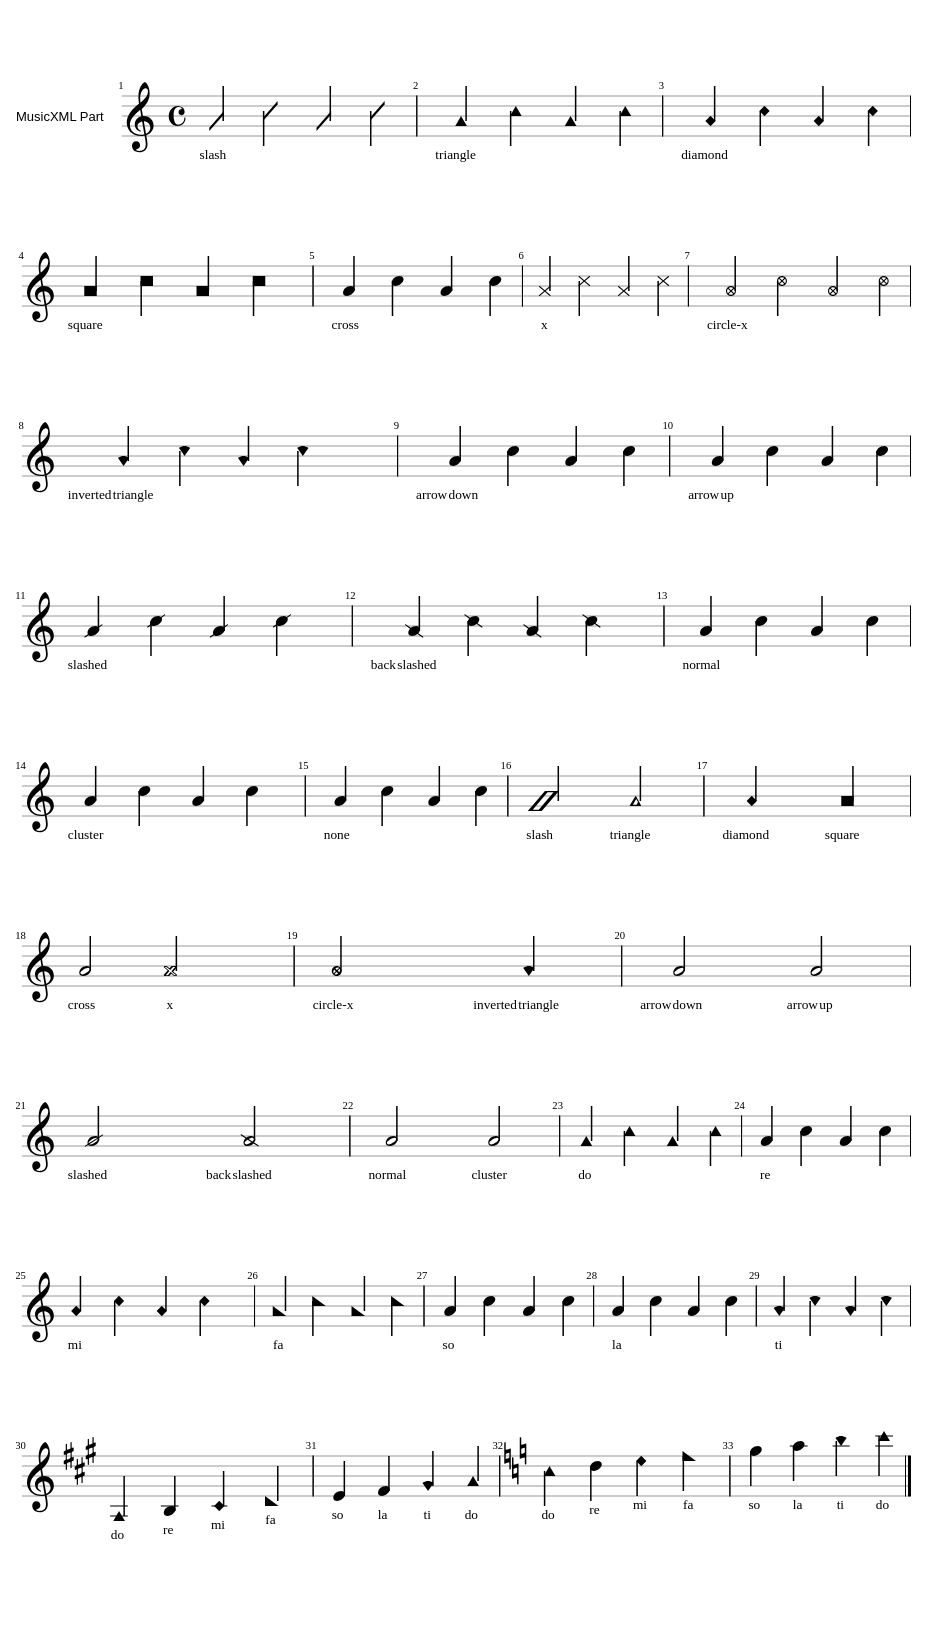 1 2 3
MusicXML Part
slash triangle diamond
4 5 6 7
square cross x circle-x
8 9 10
inverted triangle arrow down arrow up
11 12 13
slashed back slashed normal
14 15 16 17
cluster none slash triangle diamond square
18 19 20
cross x circle-x inverted triangle arrow down arrow up
21 22 23 24
slashed back slashed normal cluster do re
25 26 27 28 29
mi fa so la ti
30 31 32 33
do re mi fa so la ti do do re mi fa so la ti do